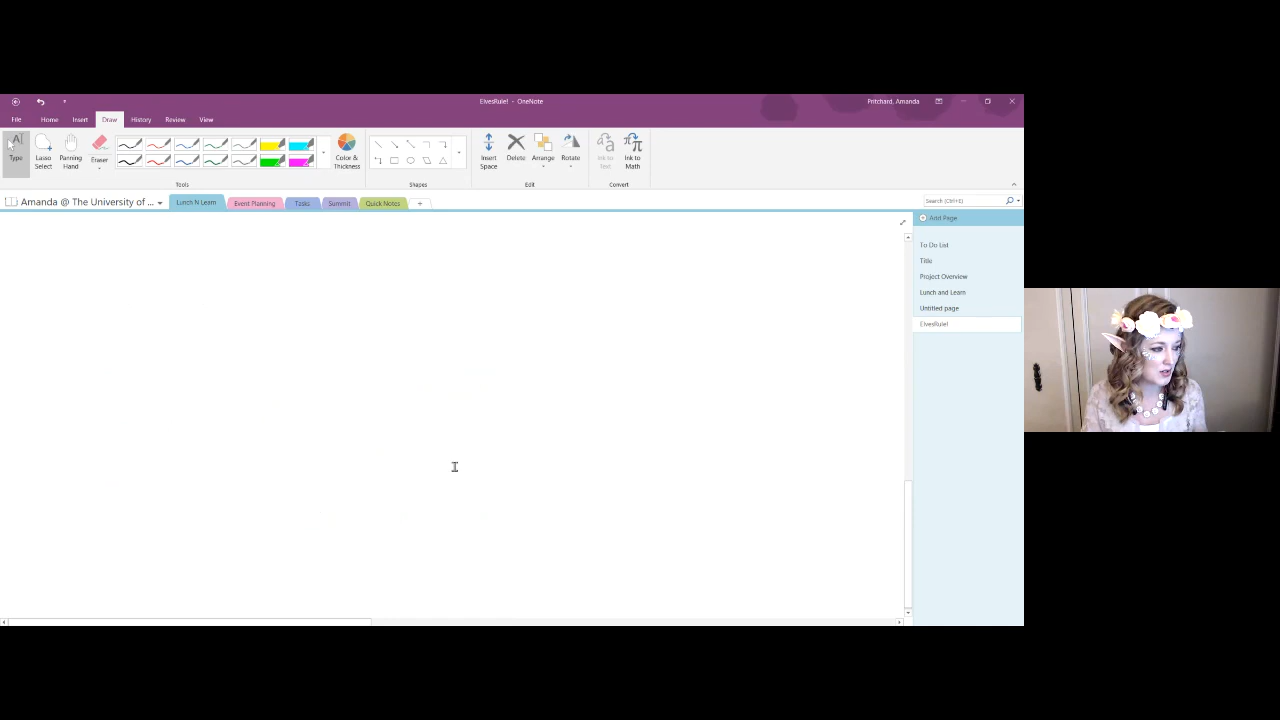 ElvesRule! - OneNote
Pritchard, Amanda
File
Home
Insert
Draw
History
Review
View
Type
Lasso
Select
Panning
Hand
Eraser
Color &
Thickness
Insert
Space
Delete
Arrange
Rotate
Ink to
Text
Ink to
Math
Tools
Shapes
Edit
Convert
Amanda @ The University of ...
Lunch N Learn
Event Planning
Tasks
Summit
Quick Notes
+
Search (Ctrl+E)
Add Page
To Do List
Title
Project Overview
Lunch and Learn
Untitled page
ElvesRule!